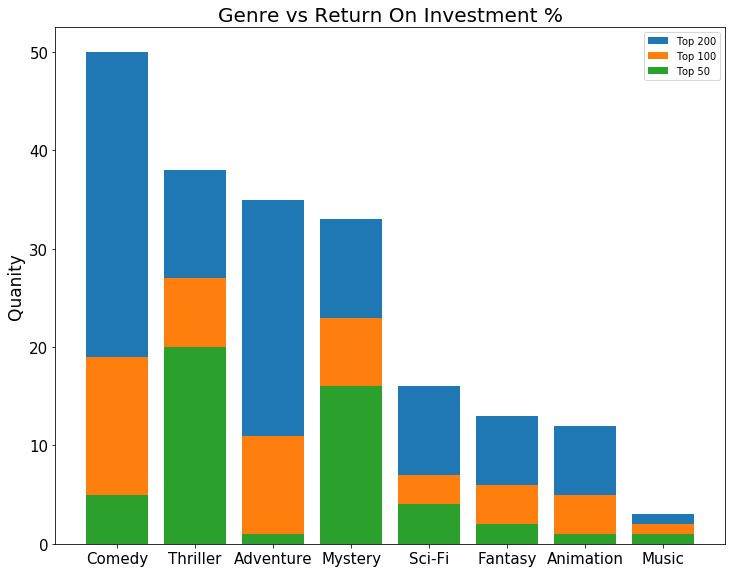 Genre vs Return On Investment %
Top 200
Top 100
Top 50
Quanity
50
40
30
20
10
0
Comedy Thriller Adventure Mystery Sci-Fi Fantasy Animation Music